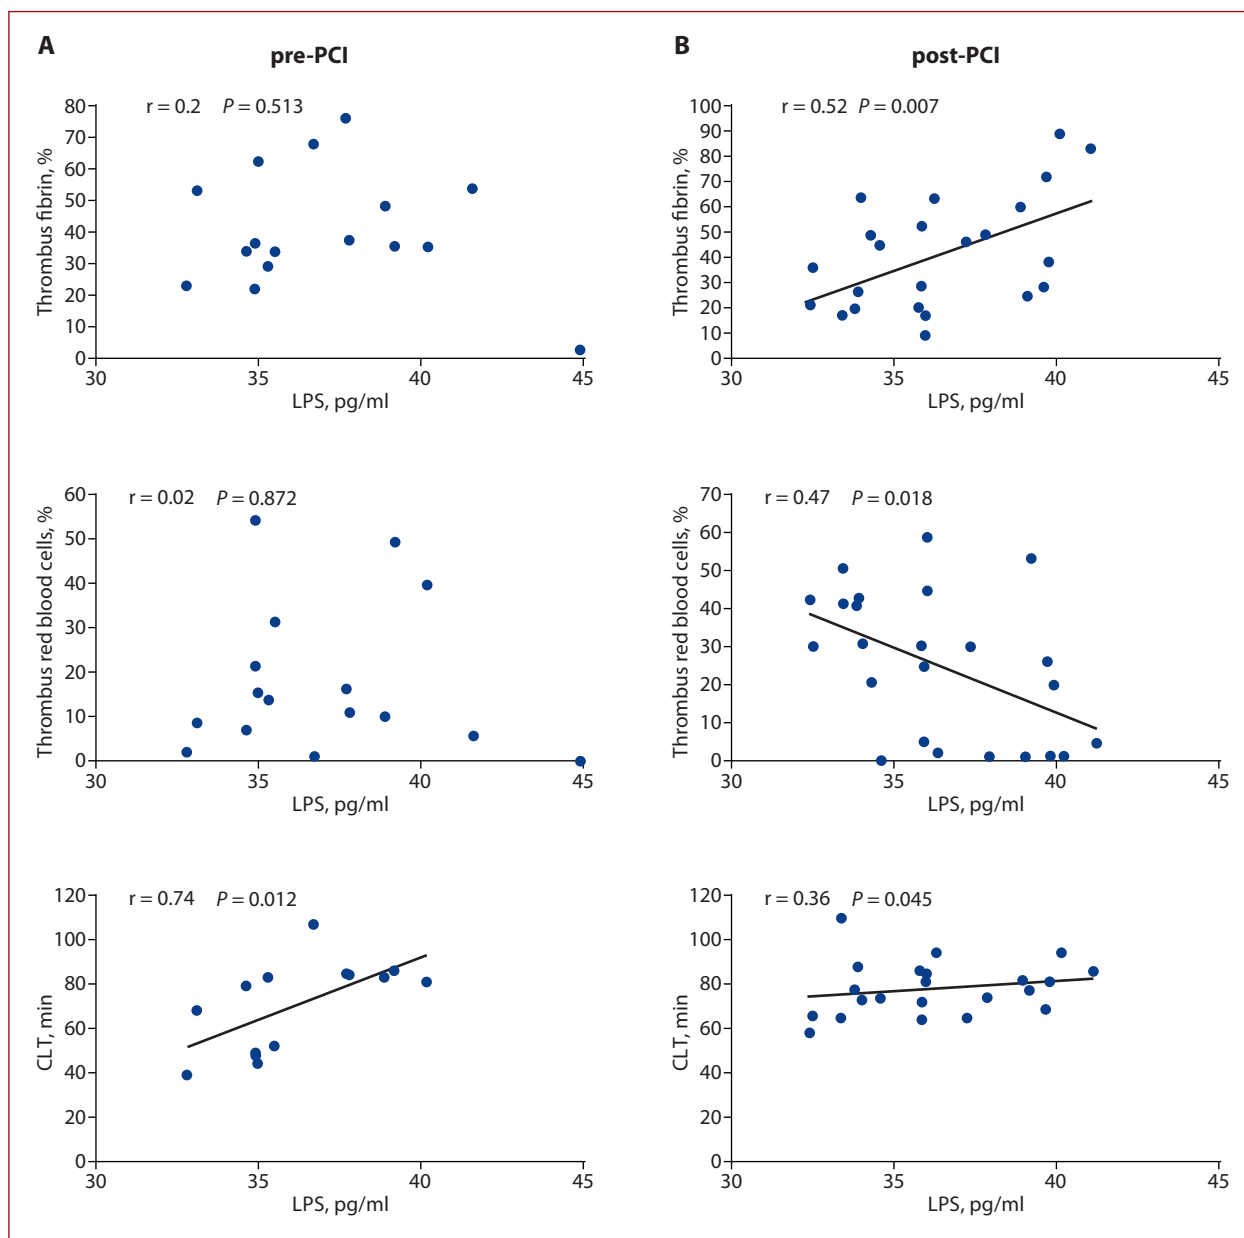 A
pre-PCI
r = 0.2 P = 0.513
Thrombus fibrin, %
80
70
60
50
40
30
20
10
0
30 35 40 45
LPS, pg/ml
r = 0.02 P = 0.872
Thrombus red blood cells, %
60
50
40
30
20
10
0
30 35 40 45
LPS, pg/ml
r = 0.74 P = 0.012
CLT, min
120
100
80
60
40
20
0
30 35 40 45
LPS, pg/ml
B
post-PCI
r = 0.52 P = 0.007
Thrombus fibrin, %
100
90
80
70
60
50
40
30
20
10
0
30 35 40 45
LPS, pg/ml
r = 0.47 P = 0.018
Thrombus red blood cells, %
70
60
50
40
30
20
10
0
30 35 40 45
LPS, pg/ml
r = 0.36 P = 0.045
CLT, min
120
100
80
60
40
20
0
30 35 40 45
LPS, pg/ml